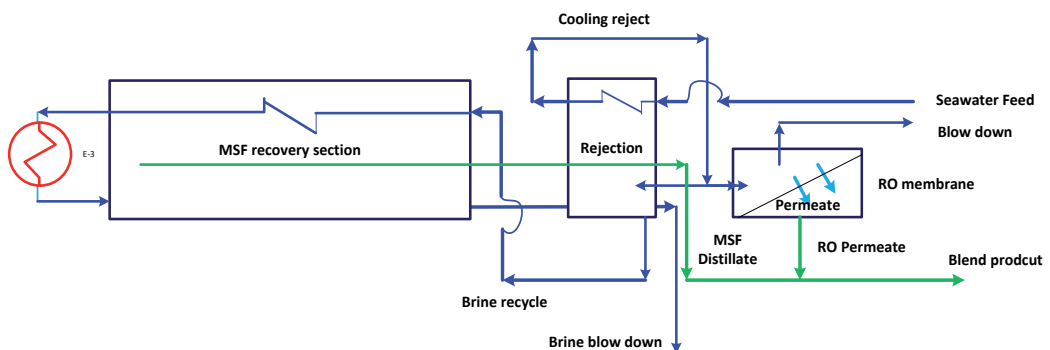 Cooling reject
Seawater Feed
Blow down
E-3
MSF recovery section
Rejection
RO membrane
Permeate
MSF
Distillate
RO Permeate
Blend prodcut
Brine recycle
Brine blow down